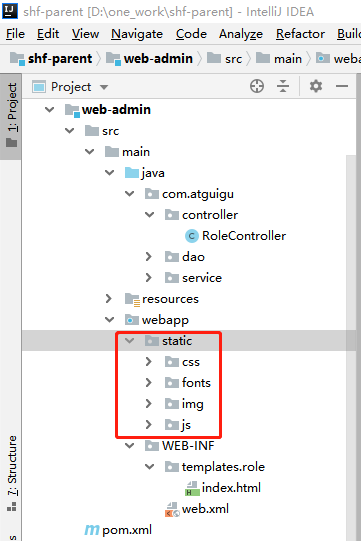 shf-parent [D:\one_work\shf-parent] - IntelliJ IDEA
File Edit View Navigate Code Analyze Refactor Build
shf-parent web-admin src main
1: Project
Project
web-admin
src
main
java
com.atguigu
controller
RoleController
dao
service
resources
webapp
static
css
fonts
img
js
WEB-INF
templates.role
index.html
web.xml
pom.xml
7: Structure